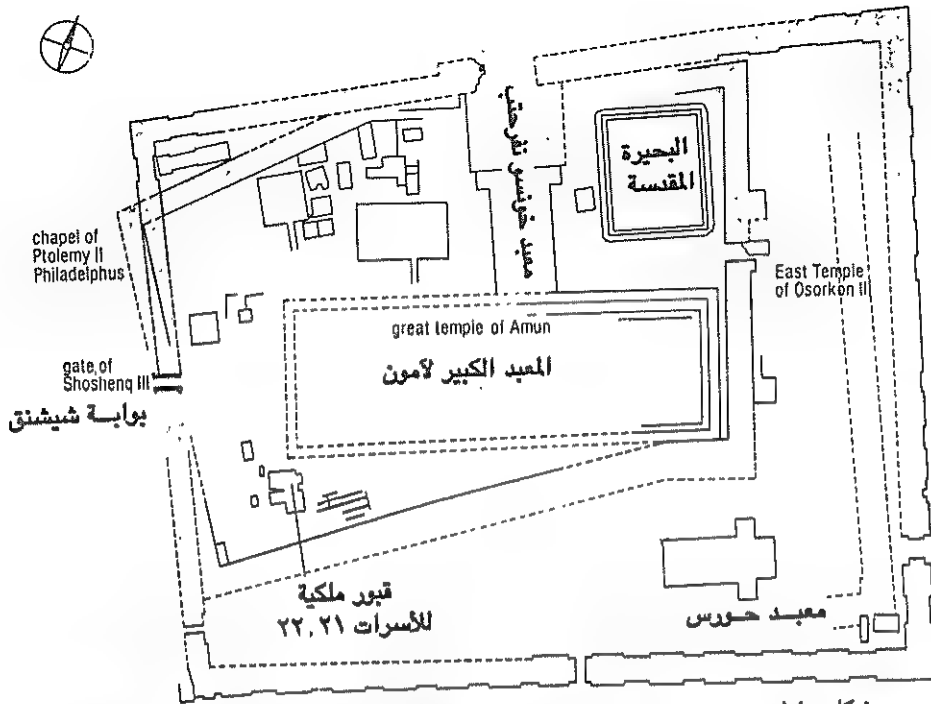 معبد خونسو نفرحتب
البحيرة
المقدسة
chapel of
Ptolemy II
Philadelphus
East Temple
of Osorkon II
great temple of Amun
المعبد الكبير لآمون
gate of
Shoshenq III
بوابة شيشنق
قبور ملكية
للأسرات ٢٢،٢١
معبد حورس